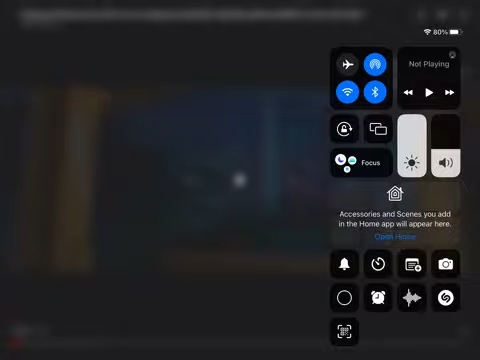 80%
Not Playing
Focus
Accessories and Scenes you add
in the Home app will appear here.
Open Home